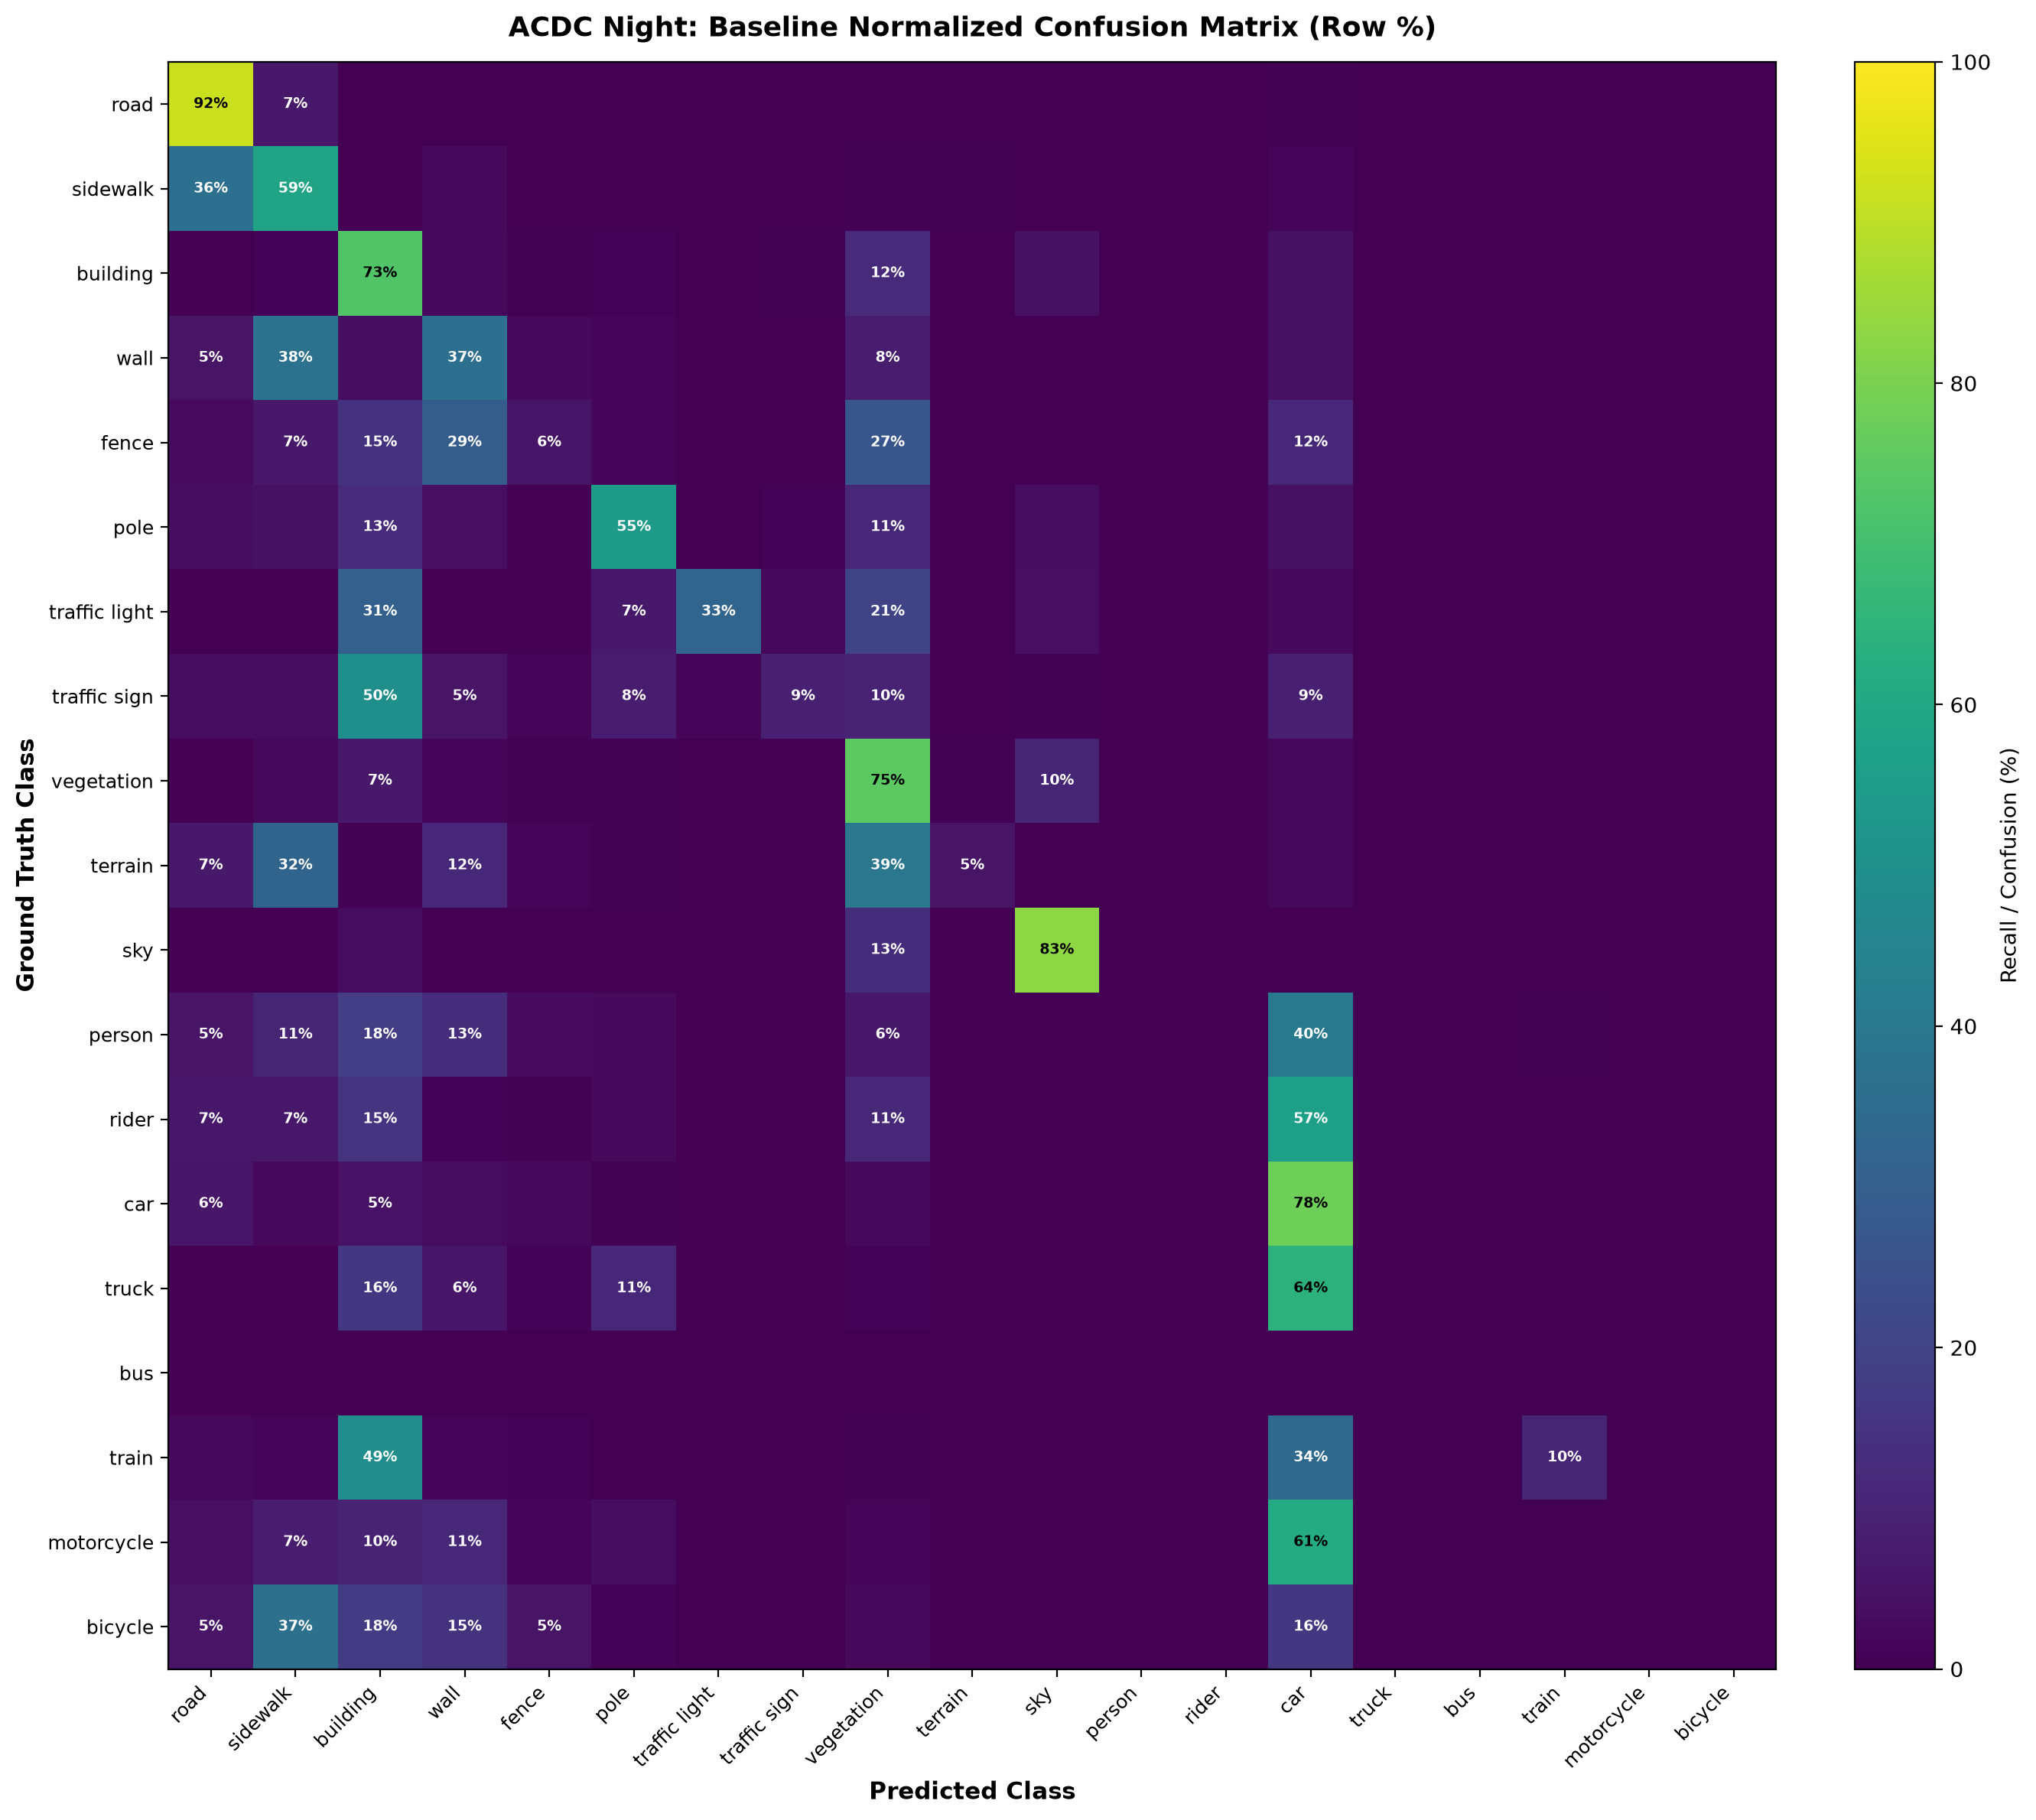 ACDC Night: Baseline Normalized Confusion Matrix (Row %)
Ground Truth Class
road 92% 7%
sidewalk 36% 59%
building 73% 12%
wall 5% 38% 37% 8%
fence 7% 15% 29% 6% 27% 12%
pole 13% 55% 11%
traffic light 31% 7% 33% 21%
traffic sign 50% 5% 8% 9% 10% 9%
vegetation 7% 75% 10%
terrain 7% 32% 12% 39% 5%
sky 13% 83%
person 5% 11% 18% 13% 6% 40%
rider 7% 7% 15% 11% 57%
car 6% 5% 78%
truck 16% 6% 11% 64%
bus
train 49% 34% 10%
motorcycle 7% 10% 11% 61%
bicycle 5% 37% 18% 15% 5% 16%
road sidewalk building wall fence pole traffic light traffic sign vegetation terrain sky person rider car truck bus train motorcycle bicycle
Predicted Class
100
80
60
40
20
0
Recall / Confusion (%)